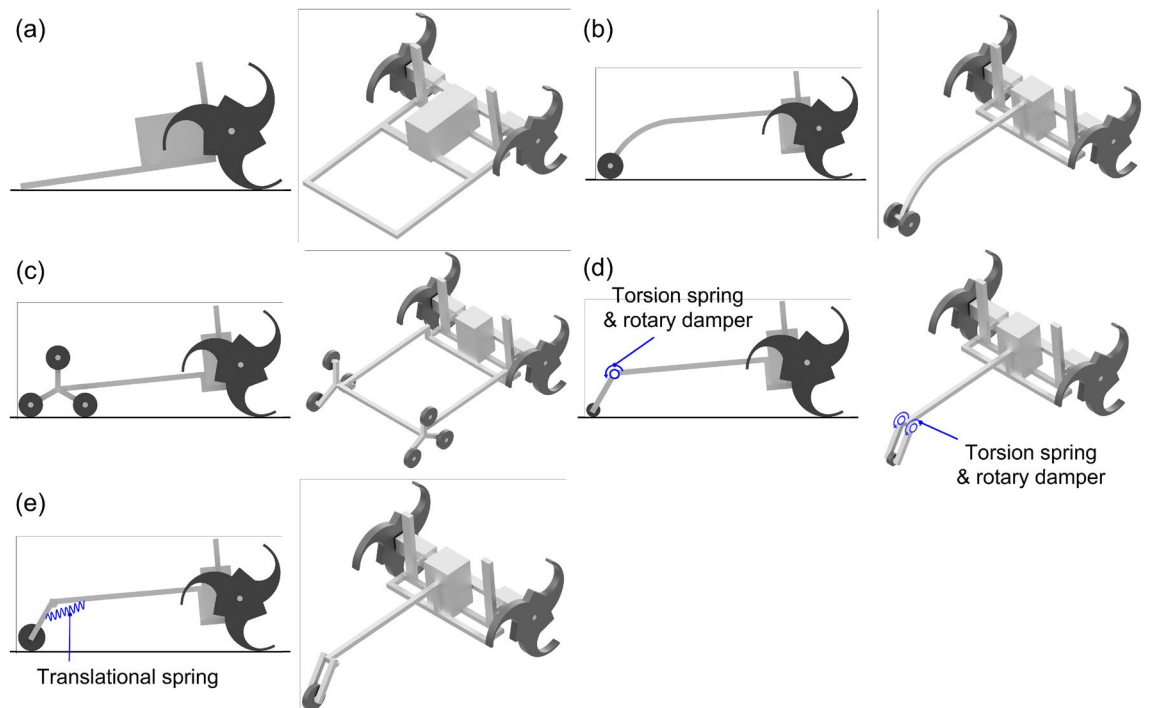 (a)
(b)
(c)
(d)
Torsion spring
& rotary damper
Torsion spring
& rotary damper
(e)
Translational spring